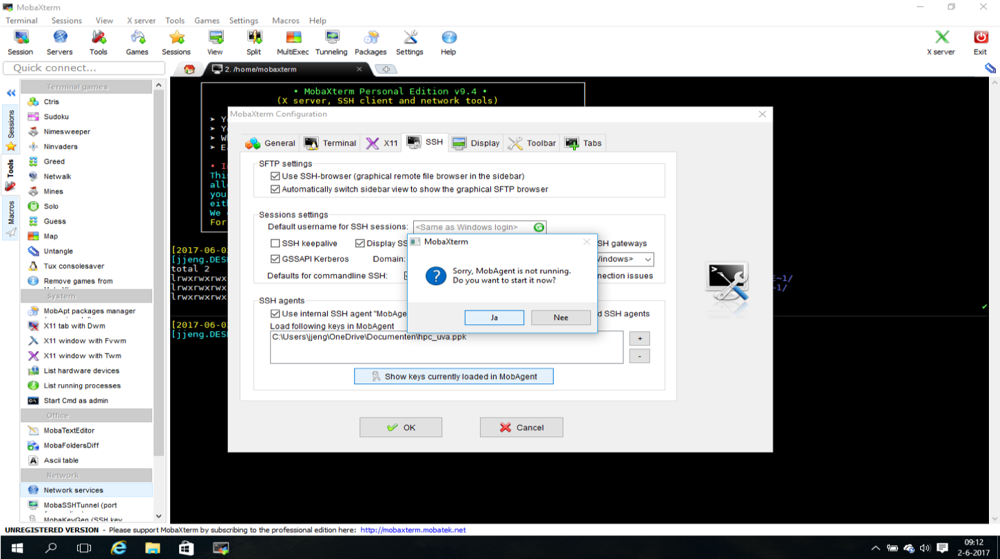 MobaXterm
Terminal Sessions View X server Tools Games Settings Macros Help
Session Servers Tools Games Sessions View Split MultiExec Tunneling Packages Settings Help X server Exit
Quick connect...
2. /home/mobaxterm
Sessions
Tools
Macros
Terminal games
Ctris
Sudoku
Nimesweeper
Ninvaders
Greed
Netwalk
Mines
Solo
Guess
Map
Untangle
Tux consolesaver
Remove games from
System
MobApt packages manager
X11 tab with Dwm
X11 window with Fvwm
X11 window with Twm
List hardware devices
List running processes
Start Cmd as admin
Office
MobaTextEditor
MobaFoldersDiff
Ascii table
Network
Network services
MobaSSHTunnel (port
MobaKeyGen (SSH key
• MobaXterm Personal Edition v9.4 •
(X server, SSH client and network tools)
➤ Y
➤ Y
➤ W
➤ E
• I
Thi
all
you
eit
We
For
[2017-06-0
[jjeng.DES
total 2
lrwxrwxrwx E~1/
lrwxrwxrwx ~1/
lrwxrwxrwx
[2017-06-0
[jjeng.DES
MobaXterm Configuration
General Terminal X11 SSH Display Toolbar Tabs
SFTP settings
Use SSH-browser (graphical remote file browser in the sidebar)
Automatically switch sidebar view to show the graphical SFTP browser
Sessions settings
Default username for SSH sessions: <Same as Windows login>
SSH keepalive Display SS SH gateways
GSSAPI Kerberos Domain: indows>
Defaults for commandline SSH: nection issues
SSH agents
Use internal SSH agent "MobAge d SSH agents
Load following keys in MobAgent
C:\Users\jjeng\OneDrive\Documenten\hpc_uva.ppk
+
-
Show keys currently loaded in MobAgent
OK Cancel
MobaXterm
Sorry, MobAgent is not running.
Do you want to start it now?
Ja Nee
UNREGISTERED VERSION - Please support MobaXterm by subscribing to the professional edition here: http://mobaxterm.mobatek.net
09:12
2-6-2017